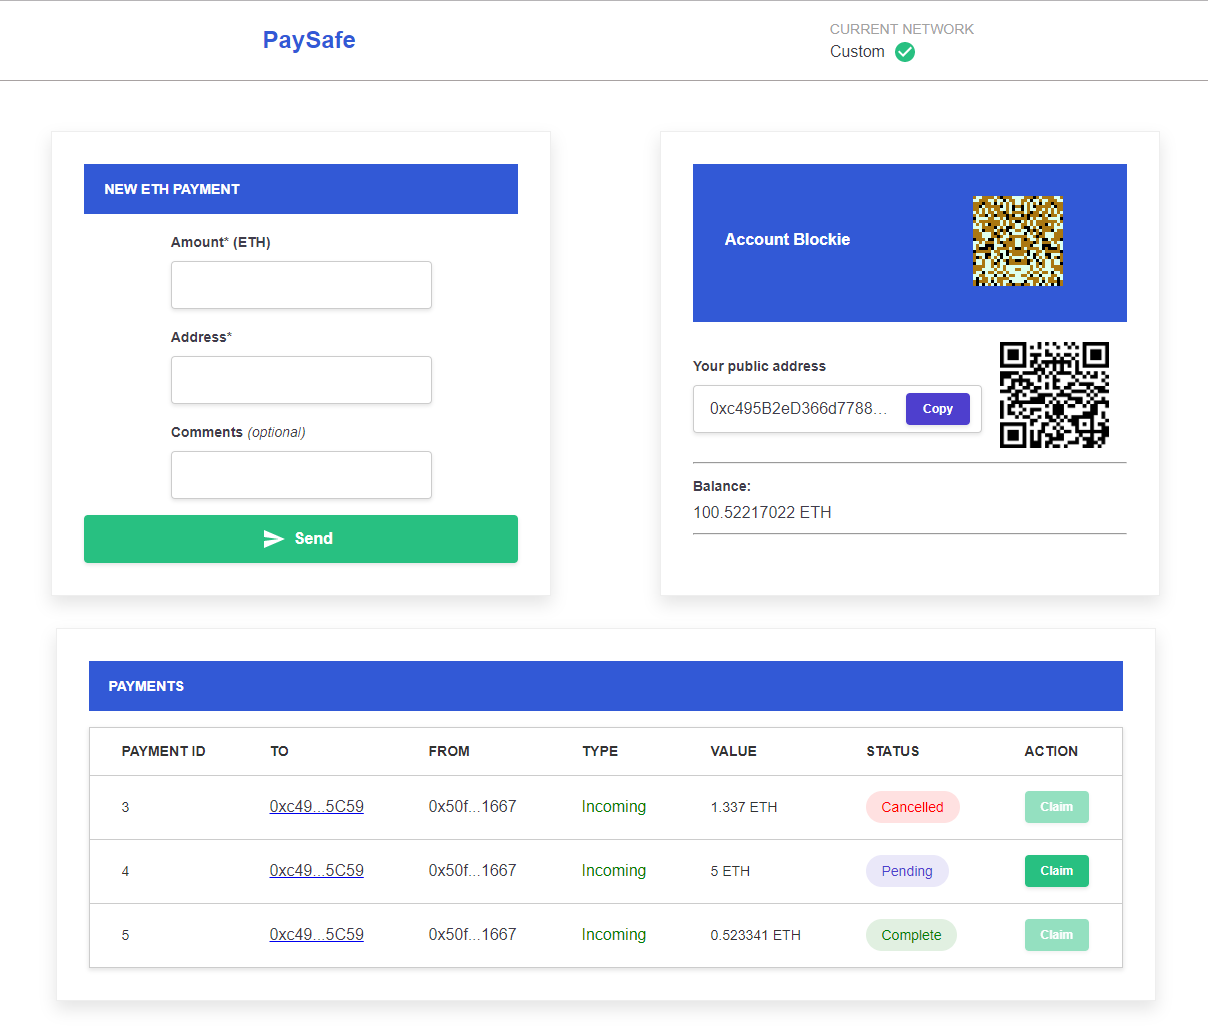 PaySafe
CURRENT NETWORK
Custom
NEW ETH PAYMENT
Amount* (ETH)
Address*
Comments (optional)
Send
Account Blockie
Your public address
0xc495B2eD366d7788... Copy
Balance:
100.52217022 ETH
PAYMENTS
PAYMENT ID TO FROM TYPE VALUE STATUS ACTION
3 0xc49...5C59 0x50f...1667 Incoming 1.337 ETH Cancelled Claim
4 0xc49...5C59 0x50f...1667 Incoming 5 ETH Pending Claim
5 0xc49...5C59 0x50f...1667 Incoming 0.523341 ETH Complete Claim